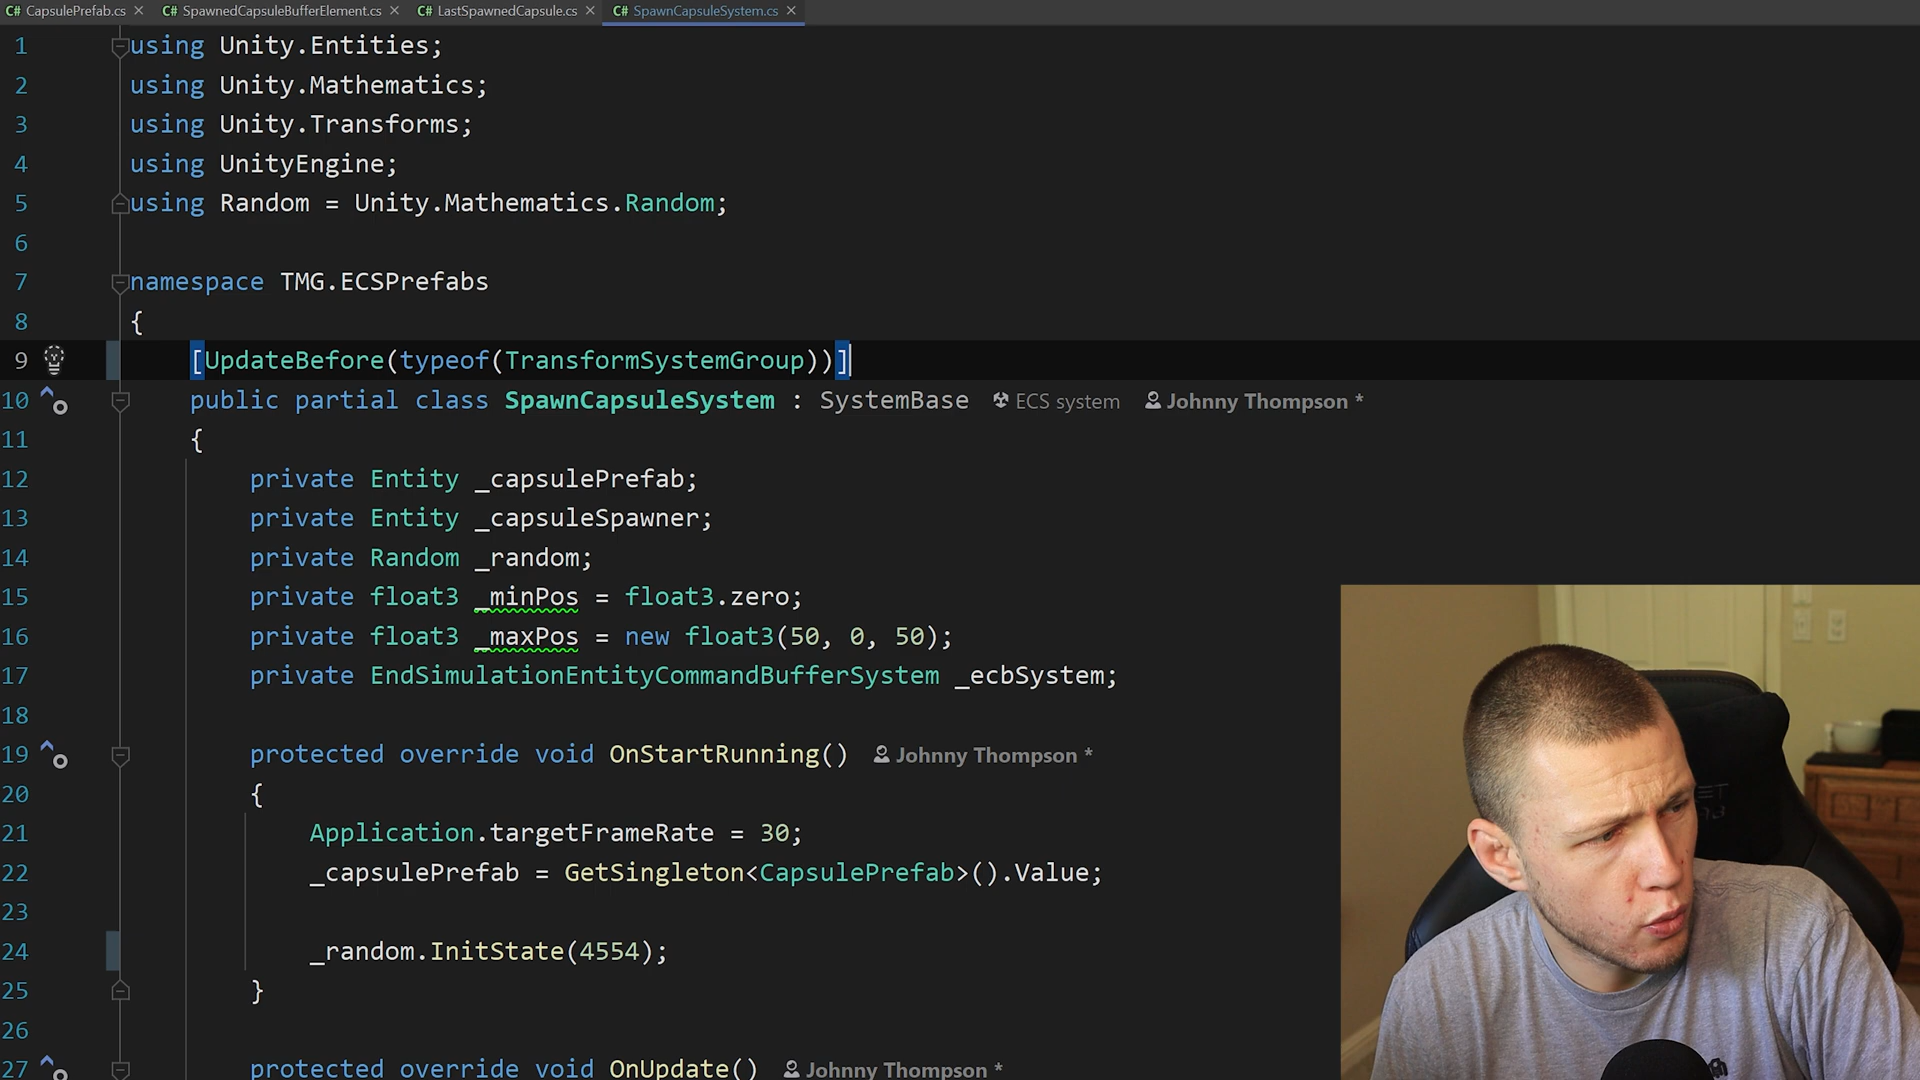 C# CapsulePrefab.cs × C# SpawnedCapsuleBufferElement.cs × C# LastSpawnedCapsule.cs × C# SpawnCapsuleSystem.cs ×
1 using Unity.Entities;
2 using Unity.Mathematics;
3 using Unity.Transforms;
4 using UnityEngine;
5 using Random = Unity.Mathematics.Random;
6
7 namespace TMG.ECSPrefabs
8 {
9 [UpdateBefore(typeof(TransformSystemGroup))]
10 public partial class SpawnCapsuleSystem : SystemBase ECS system Johnny Thompson *
11 {
12 private Entity _capsulePrefab;
13 private Entity _capsuleSpawner;
14 private Random _random;
15 private float3 _minPos = float3.zero;
16 private float3 _maxPos = new float3(50, 0, 50);
17 private EndSimulationEntityCommandBufferSystem _ecbSystem;
18
19 protected override void OnStartRunning() Johnny Thompson *
20 {
21 Application.targetFrameRate = 30;
22 _capsulePrefab = GetSingleton<CapsulePrefab>().Value;
23
24 _random.InitState(4554);
25 }
26
27 protected override void OnUpdate() Johnny Thompson *